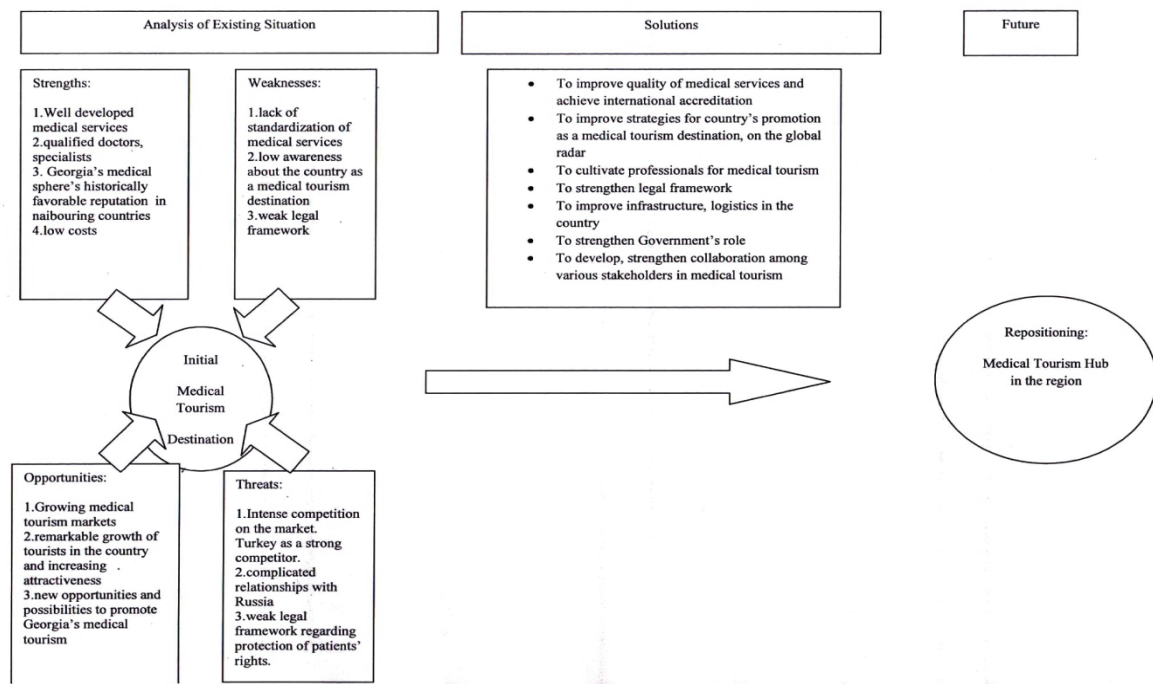 Analysis of Existing Situation
Solutions
Future
Strengths:
1.Well developed
medical services
2.qualified doctors,
specialists
3. Georgia's medical
sphere's historically
favorable reputation in
naibouring countries
4.low costs
Weaknesses:
1.lack of
standardization of
medical services
2.low awareness
about the country as
a medical tourism
destination
3.weak legal
framework
• To improve quality of medical services and
achieve international accreditation
• To improve strategies for country's promotion
as a medical tourism destination, on the global
radar
• To cultivate professionals for medical tourism
• To strengthen legal framework
• To improve infrastructure, logistics in the
country
• To strengthen Government's role
• To develop, strengthen collaboration among
various stakeholders in medical tourism
Initial
Medical
Tourism
Destination
Repositioning:
Medical Tourism Hub
in the region
Opportunities:
1.Growing medical
tourism markets
2.remarkable growth of
tourists in the country
and increasing
attractiveness
3.new opportunities and
possibilities to promote
Georgia's medical
tourism
Threats:
1.Intense competition
on the market.
Turkey as a strong
competitor.
2.complicated
relationships with
Russia
3.weak legal
framework regarding
protection of patients'
rights.